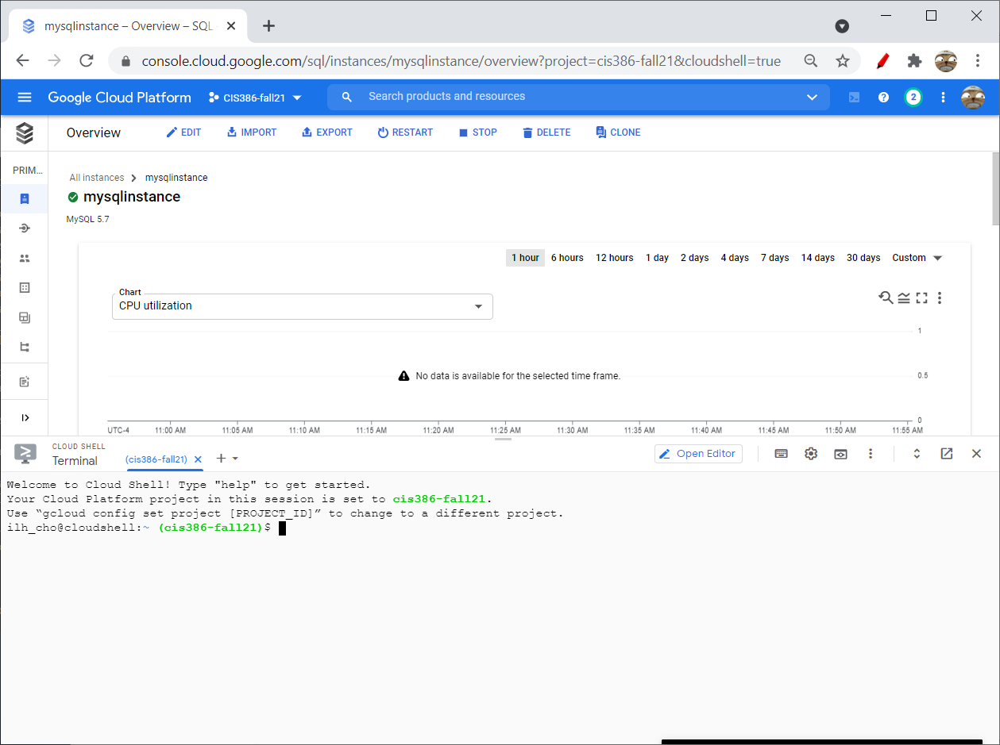 mysqlinstance – Overview – SQL
console.cloud.google.com/sql/instances/mysqlinstance/overview?project=cis386-fall21&cloudshell=true
Google Cloud Platform CIS386-fall21 Search products and resources 2
Overview EDIT IMPORT EXPORT RESTART STOP DELETE CLONE
PRIM...
All instances mysqlinstance
mysqlinstance
MySQL 5.7
1 hour 6 hours 12 hours 1 day 2 days 4 days 7 days 14 days 30 days Custom
Chart
CPU utilization
1
No data is available for the selected time frame.
0.5
0
UTC-4 11:00 AM 11:05 AM 11:10 AM 11:15 AM 11:20 AM 11:25 AM 11:30 AM 11:35 AM 11:40 AM 11:45 AM 11:50 AM 11:55 AM
CLOUD SHELL
Terminal (cis386-fall21) Open Editor
Welcome to Cloud Shell! Type "help" to get started.
Your Cloud Platform project in this session is set to cis386-fall21.
Use “gcloud config set project [PROJECT_ID]” to change to a different project.
ilh_cho@cloudshell:~ (cis386-fall21)$